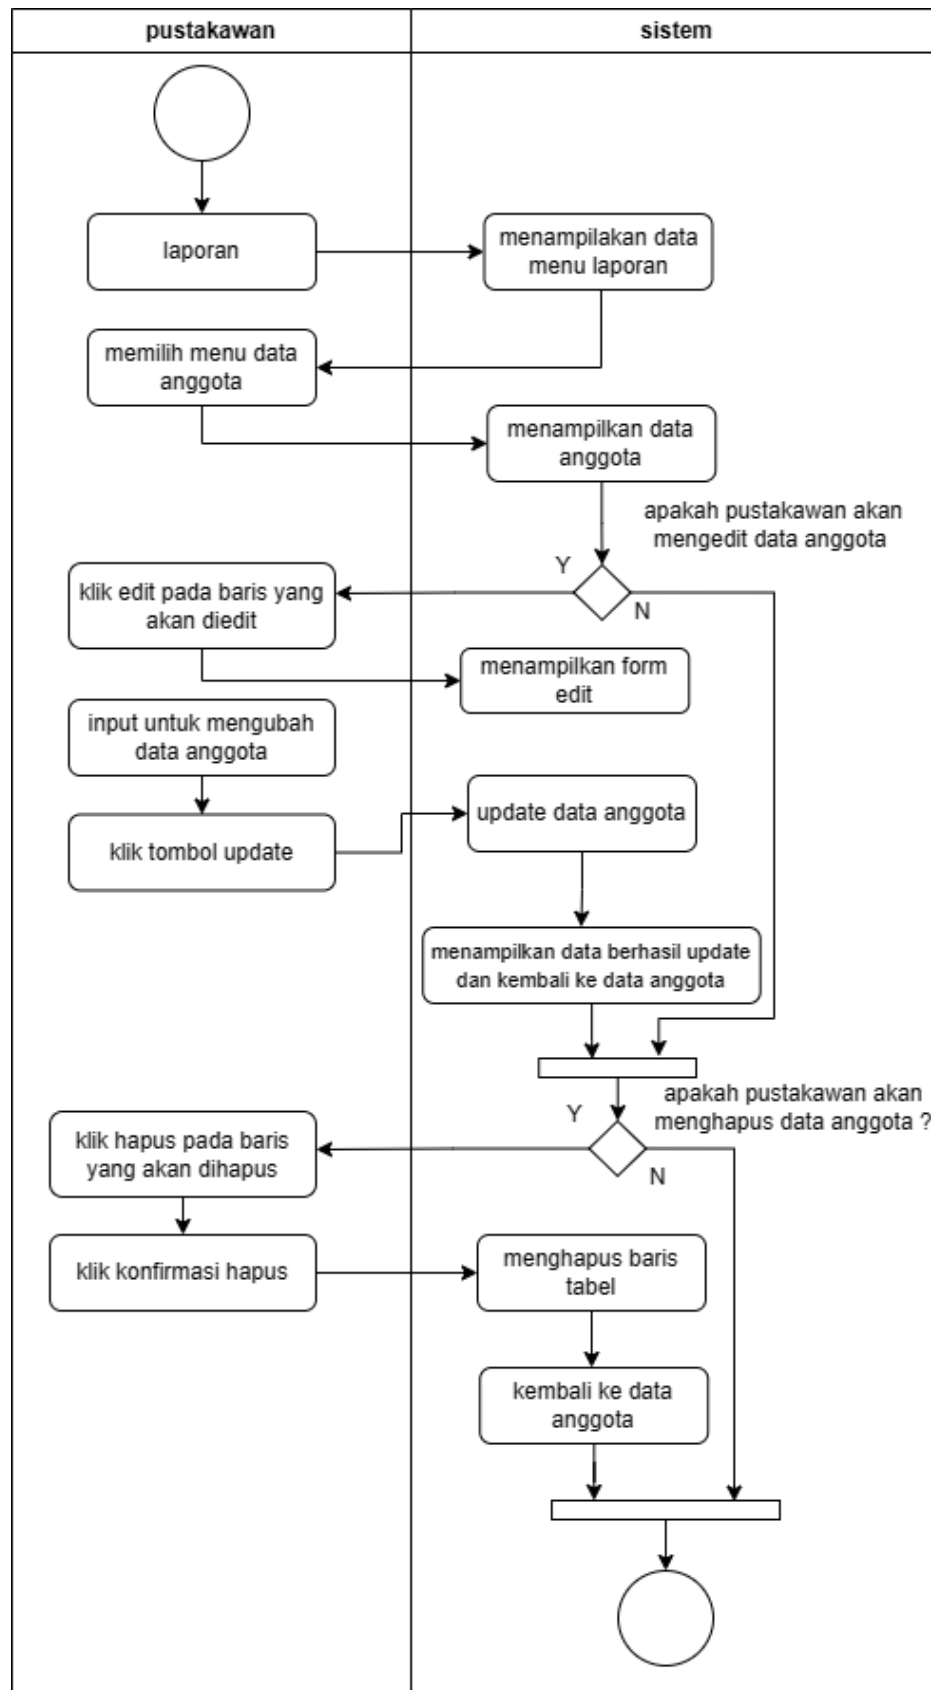 pustakawan
sistem
laporan
menampilakan data
menu laporan
memilih menu data
anggota
menampilkan data
anggota
apakah pustakawan akan
mengedit data anggota
Y
N
klik edit pada baris yang
akan diedit
menampilkan form
edit
input untuk mengubah
data anggota
klik tombol update
update data anggota
menampilkan data berhasil update
dan kembali ke data anggota
apakah pustakawan akan
menghapus data anggota ?
Y
N
klik hapus pada baris
yang akan dihapus
klik konfirmasi hapus
menghapus baris
tabel
kembali ke data
anggota